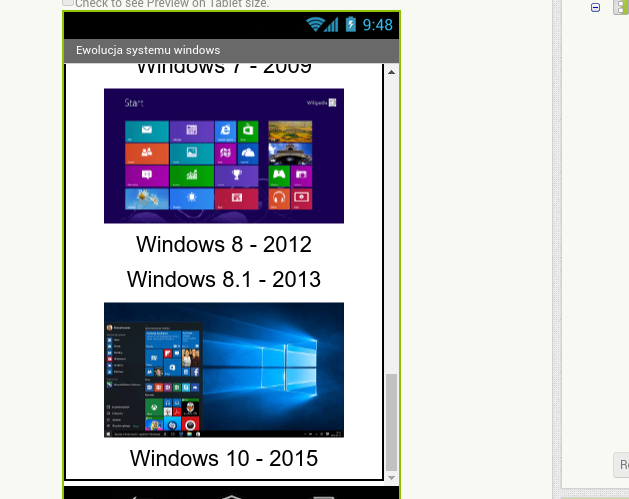 Check to see Preview on Tablet size.
9:48
Ewolucja systemu windows
Windows 7 - 2009
Start
Windows 8 - 2012
Windows 8.1 - 2013
Windows 10 - 2015